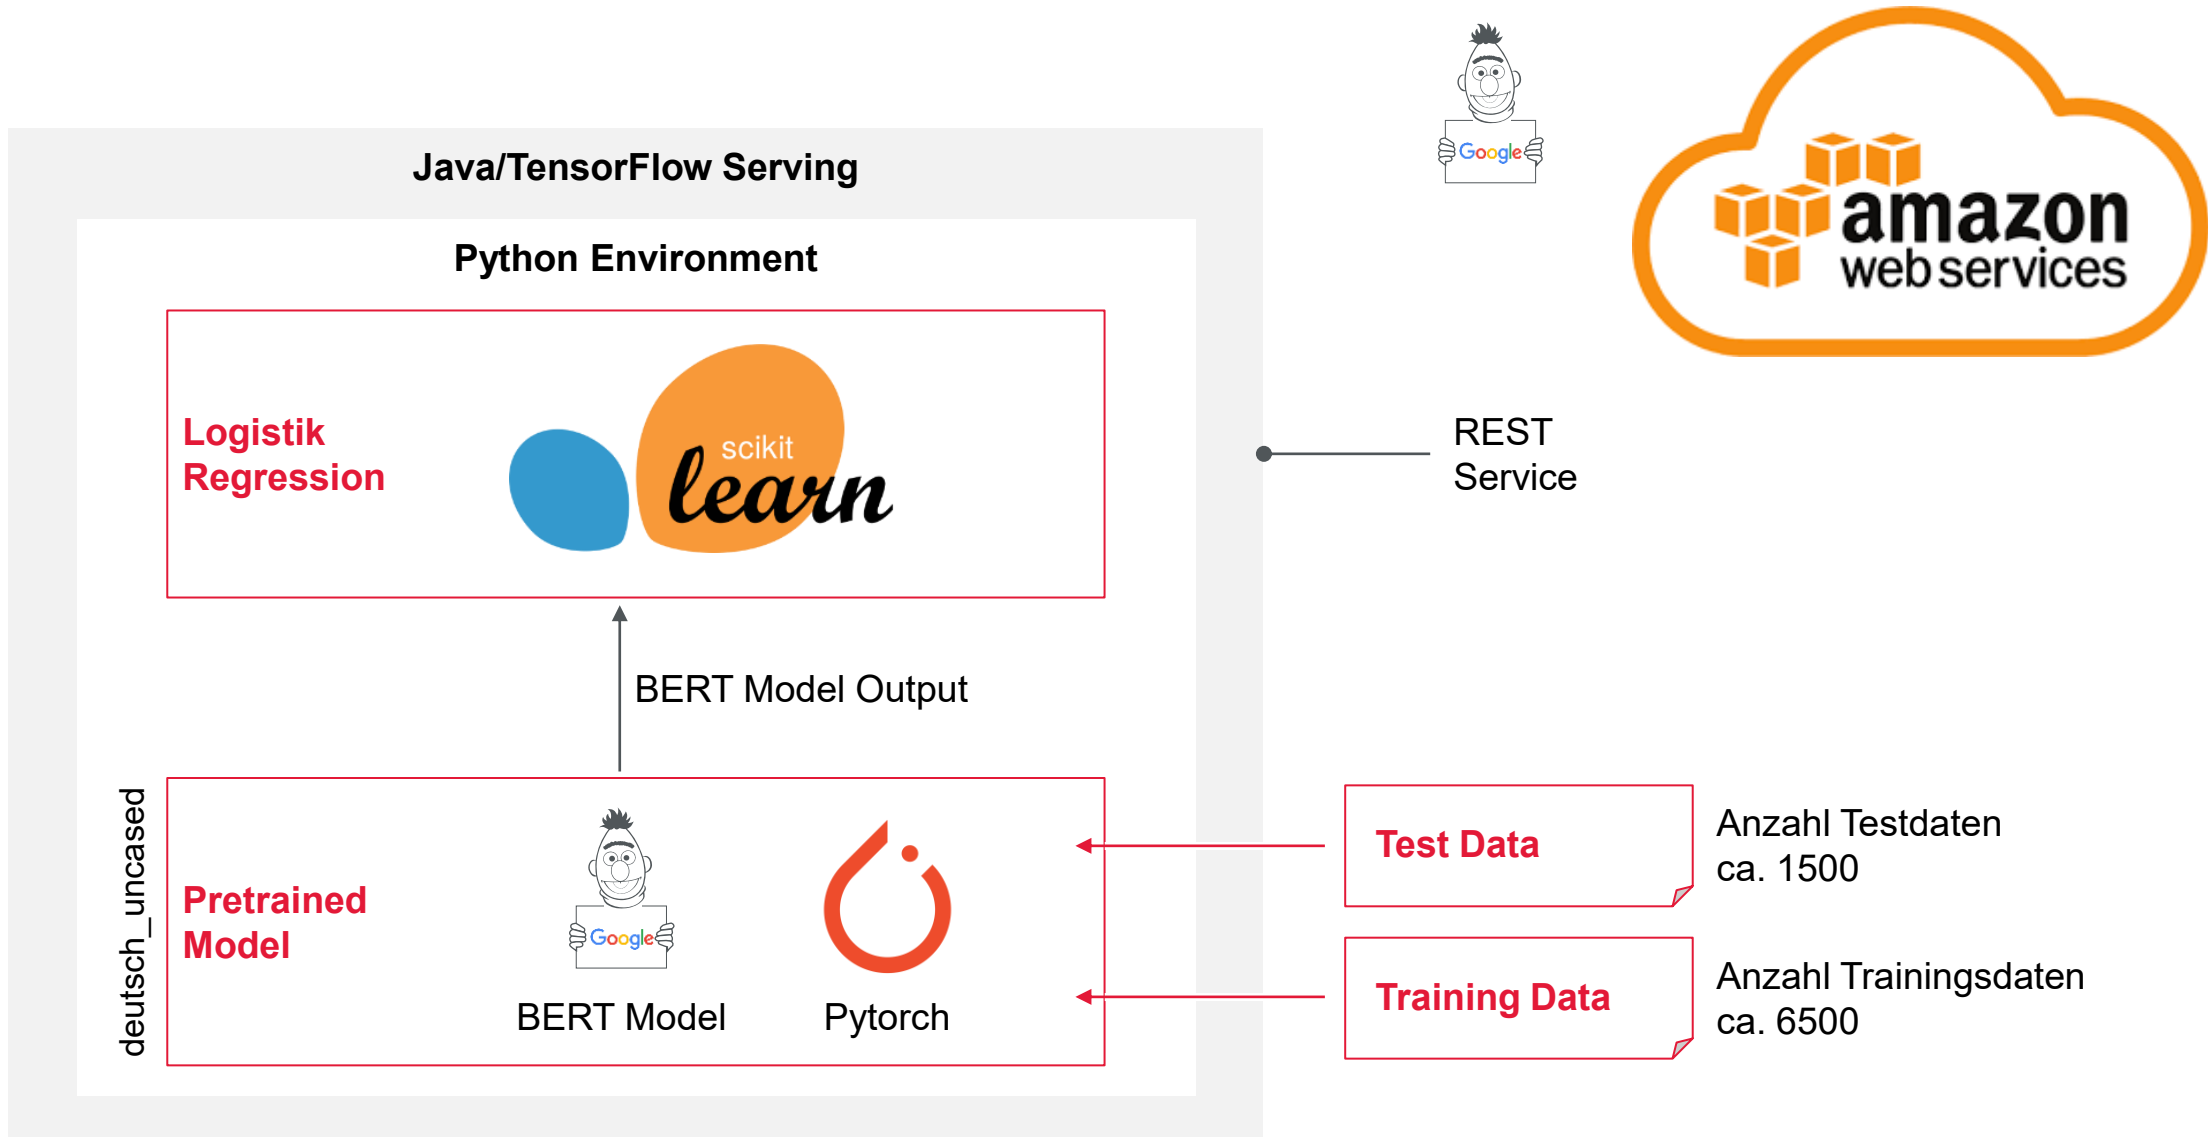 Google
amazon
web services
Java/TensorFlow Serving
Python Environment
Logistik
Regression
scikit
learn
REST
Service
BERT Model Output
deutsch_uncased
Pretrained
Model
Google
BERT Model
Pytorch
Test Data
Anzahl Testdaten
ca. 1500
Training Data
Anzahl Trainingsdaten
ca. 6500